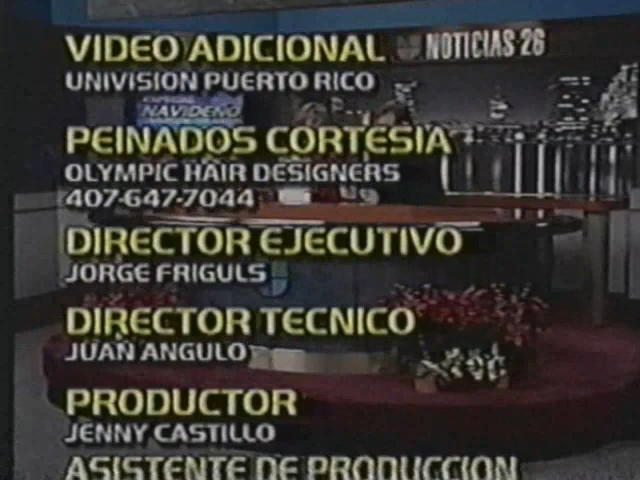 VIDEO ADICIONAL
NOTICIAS 26
UNIVISION PUERTO RICO
NAVIDEÑO
PEINADOS CORTESIA
OLYMPIC HAIR DESIGNERS
407-647-7044
DIRECTOR EJECUTIVO
JORGE FRIGULS
DIRECTOR TECNICO
JUAN ANGULO
PRODUCTOR
JENNY CASTILLO
ASISTENTE DE PRODUCCION